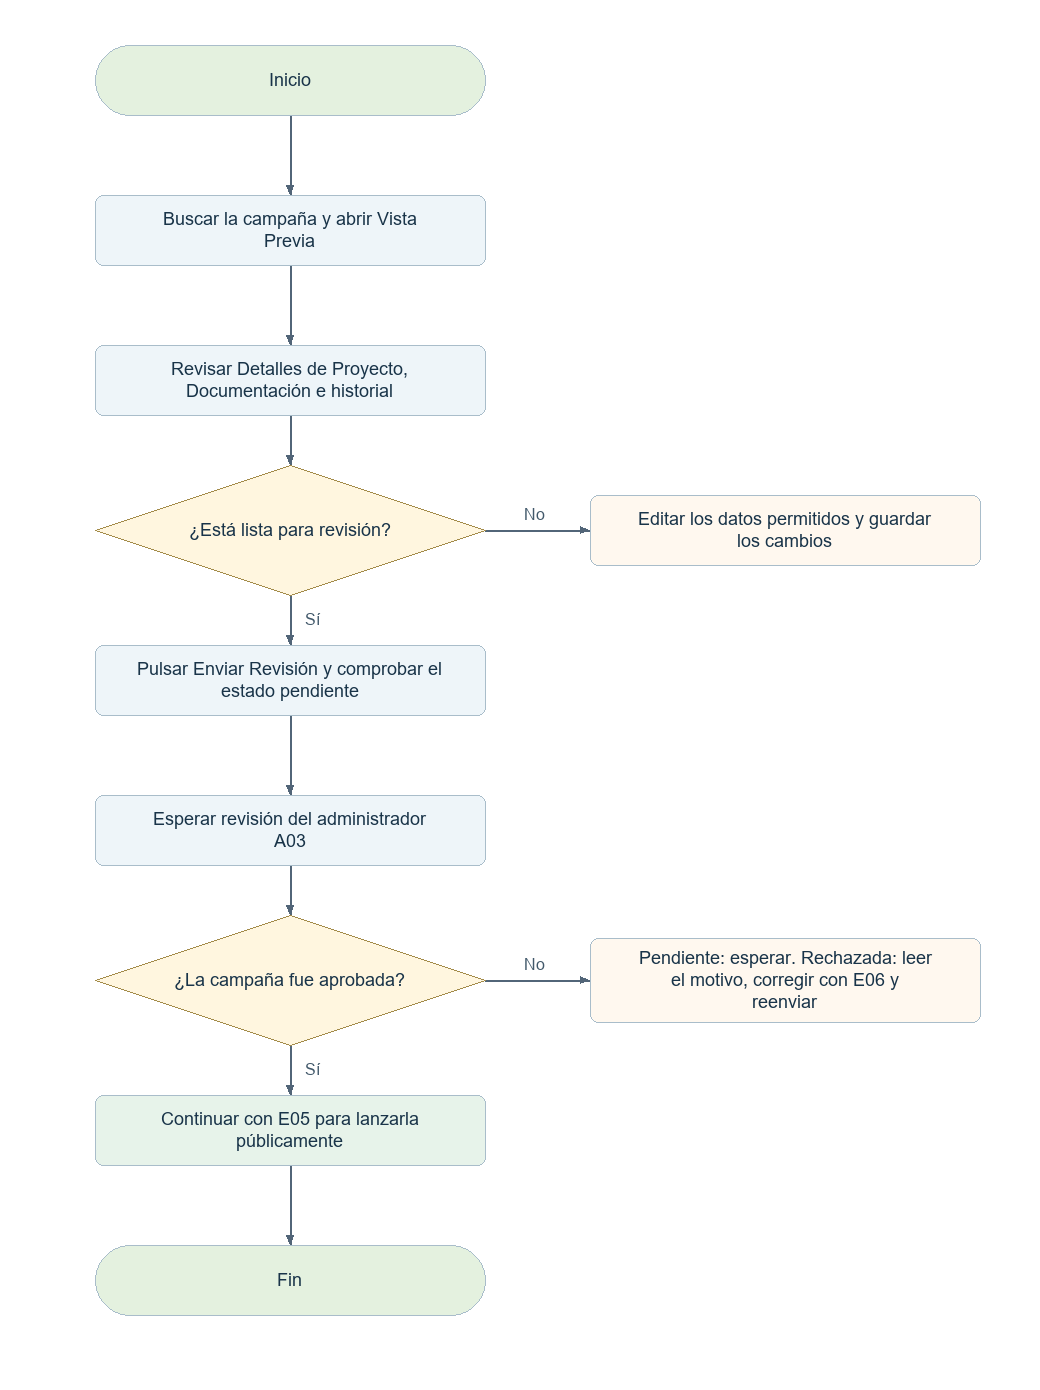 Inicio
Buscar la campaña y abrir Vista
Previa
Revisar Detalles de Proyecto,
Documentación e historial
¿Está lista para revisión?
No
Editar los datos permitidos y guardar
los cambios
Sí
Pulsar Enviar Revisión y comprobar el
estado pendiente
Esperar revisión del administrador
A03
¿La campaña fue aprobada?
No
Pendiente: esperar. Rechazada: leer
el motivo, corregir con E06 y
reenviar
Sí
Continuar con E05 para lanzarla
públicamente
Fin